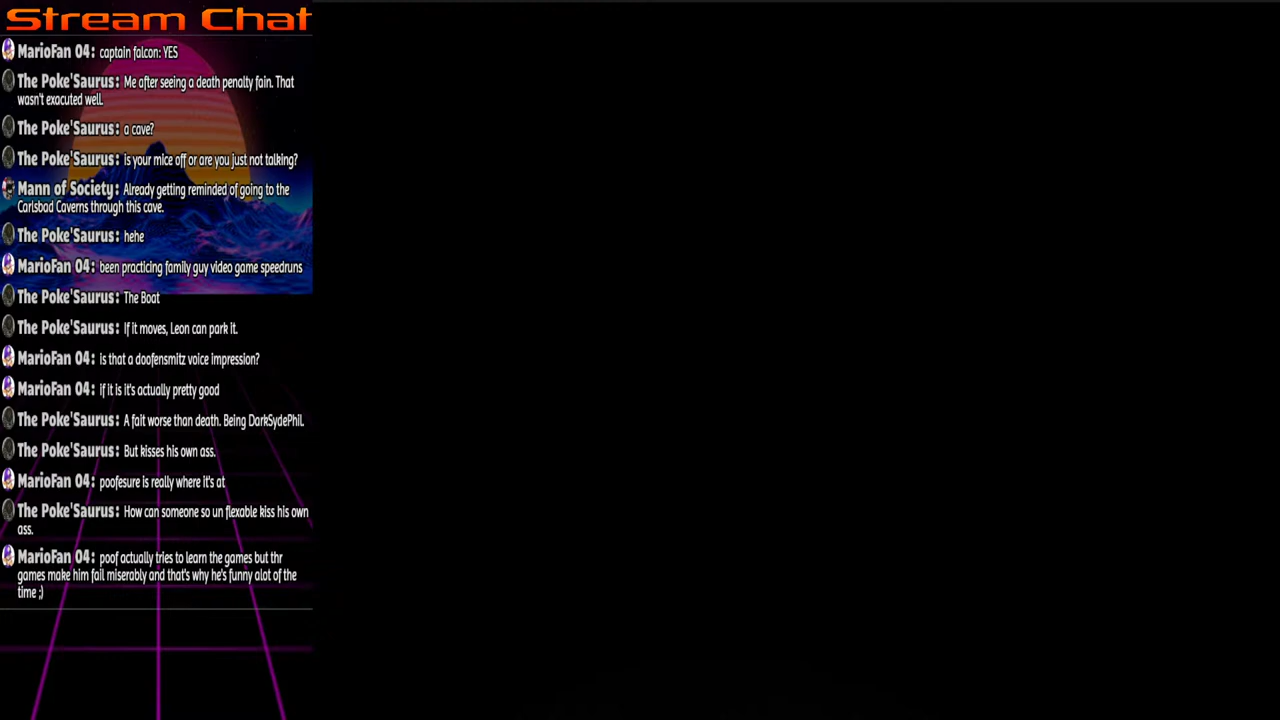 Stream Chat
MarioFan 04: captain falcon: YES
The Poke'Saurus: Me after seeing a death penalty fain. That
wasn't exacuted well.
The Poke'Saurus: a cave?
The Poke'Saurus: is your mice off or are you just not talking?
Mann of Society: Already getting reminded of going to the
Carlsbad Caverns through this cave.
The Poke'Saurus: hehe
MarioFan 04: been practicing family guy video game speedruns
The Poke'Saurus: The Boat
The Poke'Saurus: If it moves, Leon can park it.
MarioFan 04: is that a doofensmitz voice impression?
MarioFan 04: if it is it's actually pretty good
The Poke'Saurus: A fait worse than death. Being DarkSydePhil.
The Poke'Saurus: But kisses his own ass.
MarioFan 04: poofesure is really where it's at
The Poke'Saurus: How can someone so un flexable kiss his own
ass.
MarioFan 04: poof actually tries to learn the games but thr
games make him fail miserably and that's why he's funny alot of the
time ;)